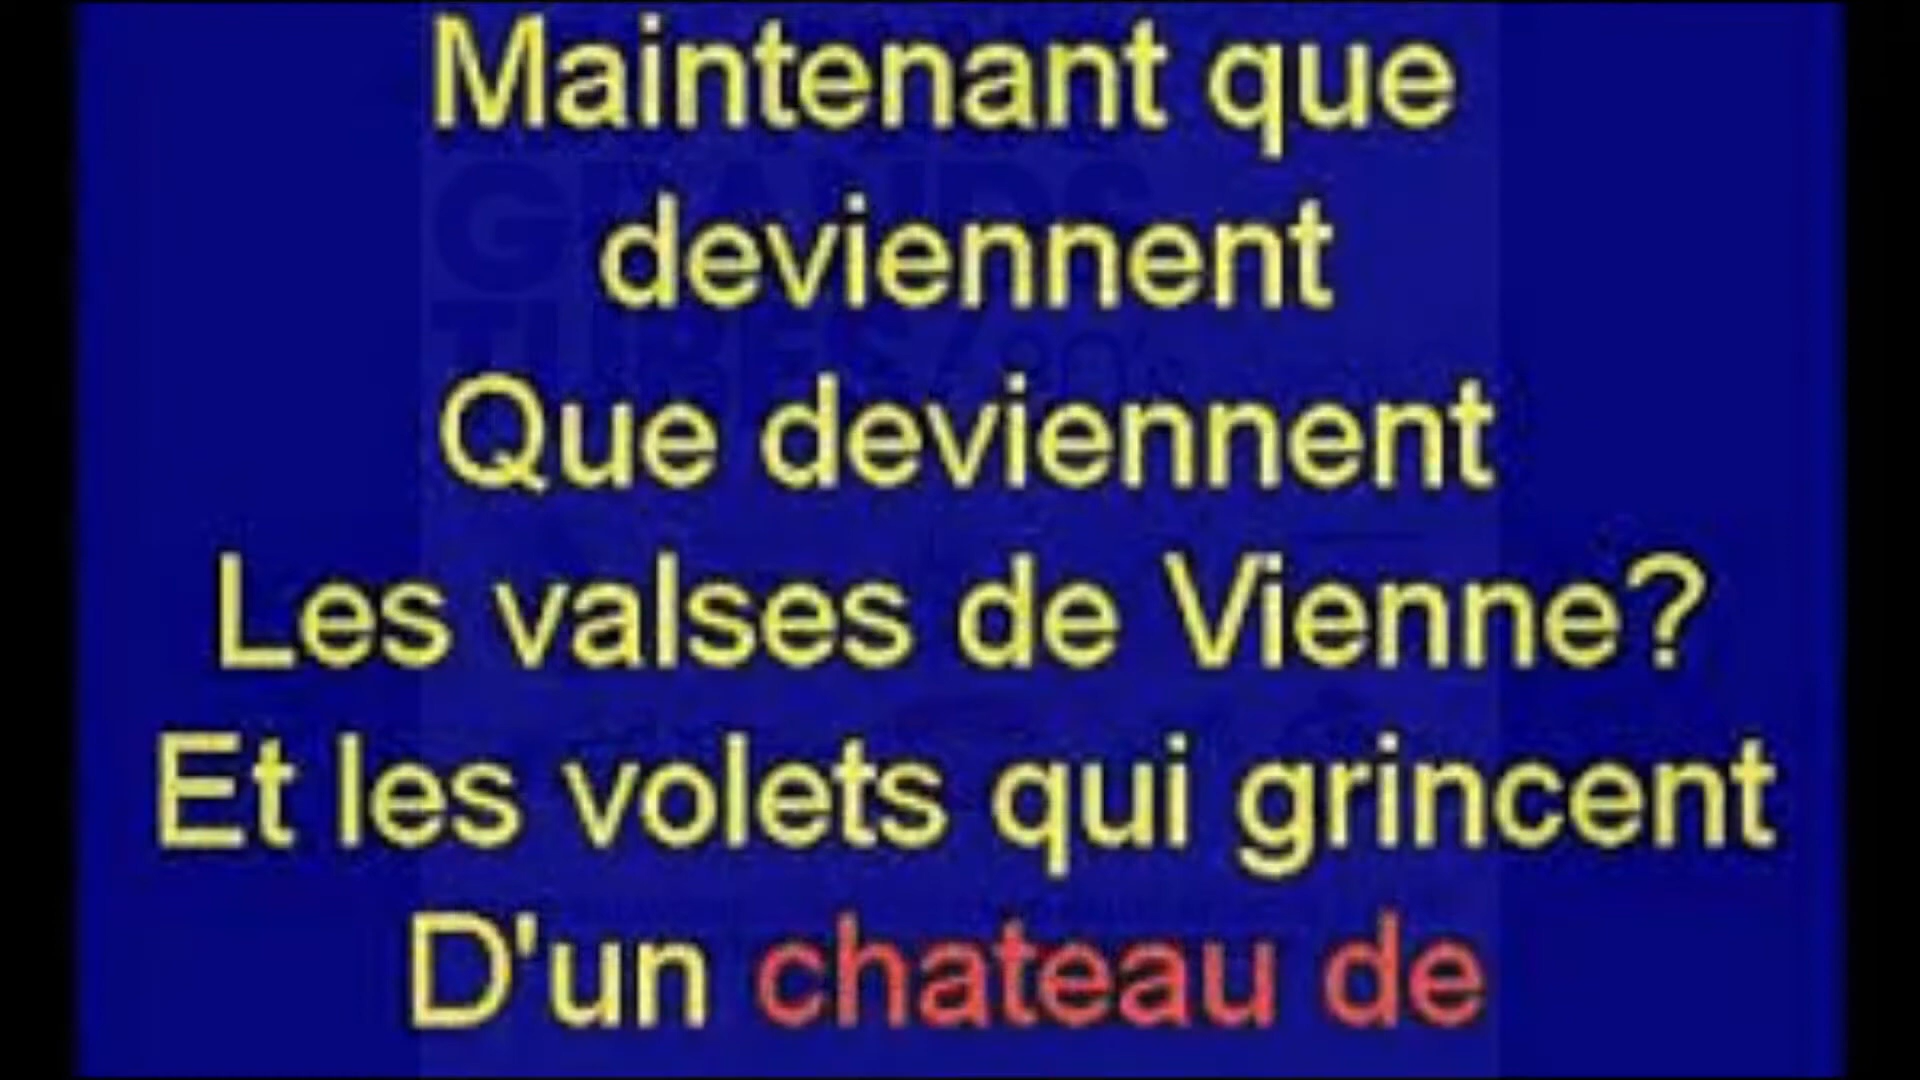 Maintenant que
deviennent
Que deviennent
Les valses de Vienne?
Et les volets qui grincent
D'un chateau de